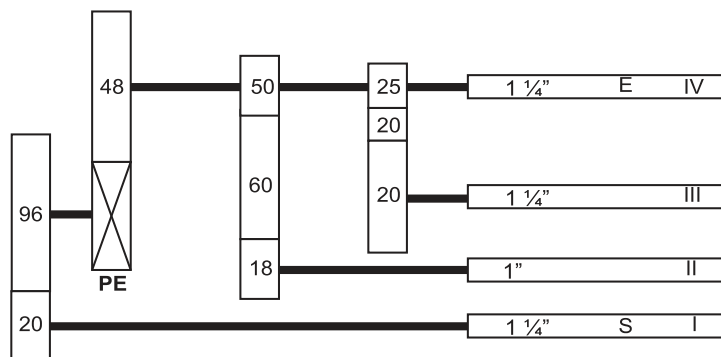 48 50 25 1 ¼” E IV
20
96 60 20 1 ¼” III
PE 18 1” II
20 1 ¼” S I